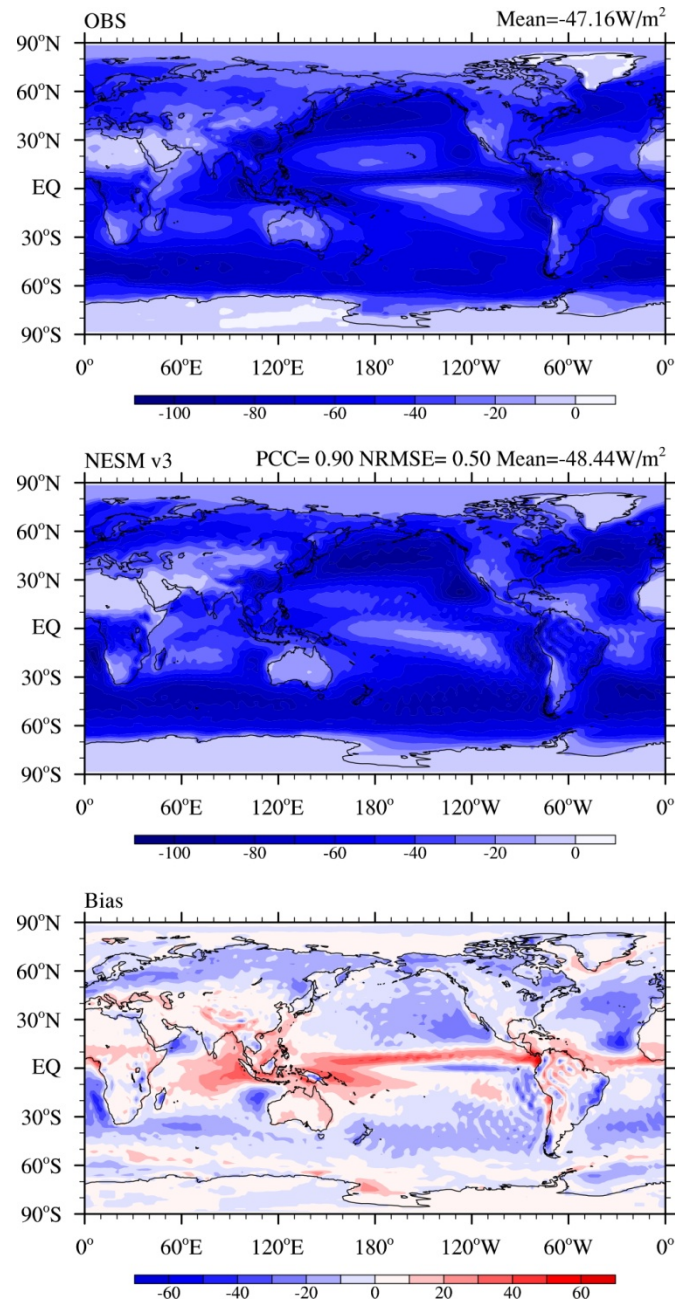 OBS Mean=-47.16W/m²
90°N
60°N
30°N
EQ
30°S
60°S
90°S
0° 60°E 120°E 180°W 120°W 60°W 0°
-100 -80 -60 -40 -20 0
NESM v3 PCC= 0.90 NRMSE= 0.50 Mean=-48.44W/m²
90°N
60°N
30°N
EQ
30°S
60°S
90°S
0° 60°E 120°E 180°W 120°W 60°W 0°
-100 -80 -60 -40 -20 0
Bias
90°N
60°N
30°N
EQ
30°S
60°S
90°S
0° 60°E 120°E 180°W 120°W 60°W 0°
-60 -40 -20 0 20 40 60